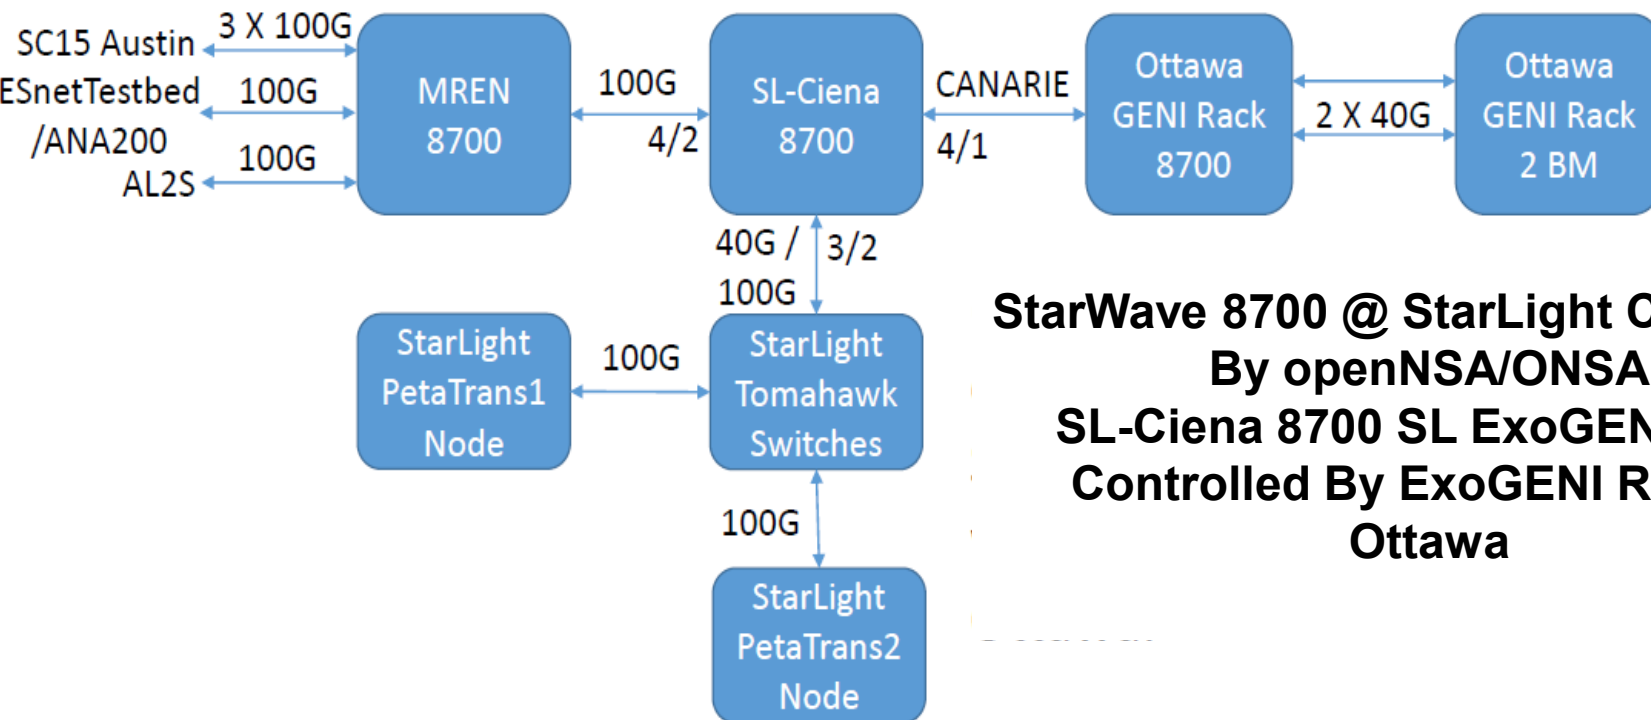 SC15 Austin
3 X 100G
ESnetTestbed
/ANA200
100G
AL2S
100G
MREN
8700
100G
4/2
SL-Ciena
8700
CANARIE
4/1
Ottawa
GENI Rack
8700
2 X 40G
Ottawa
GENI Rack
2 BM
40G /
100G
3/2
StarLight
PetaTrans1
Node
100G
StarLight
Tomahawk
Switches
100G
StarLight
PetaTrans2
Node
StarWave 8700 @ StarLight
By openNSA/ONSA
SL-Ciena 8700 SL ExoGEN
Controlled By ExoGENI R
Ottawa